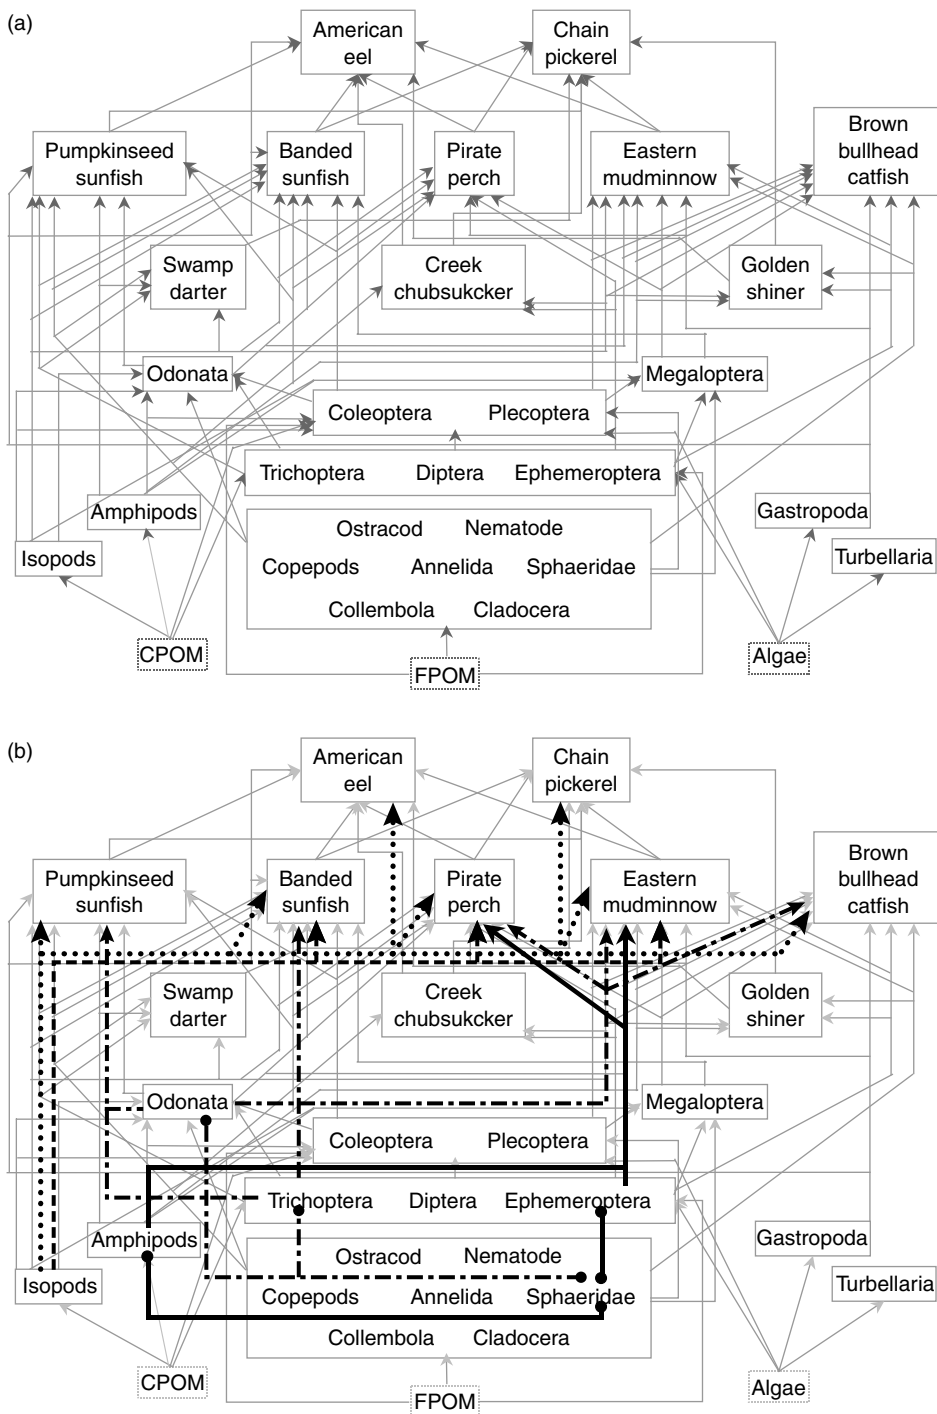 (a)
American
eel
Chain
pickerel
Pumpkinseed
sunfish
Banded
sunfish
Pirate
perch
Eastern
mudminnow
Brown
bullhead
catfish
Swamp
darter
Creek
chubsukcker
Golden
shiner
Odonata
Megaloptera
Coleoptera Plecoptera
Trichoptera Diptera Ephemeroptera
Amphipods
Gastropoda
Ostracod Nematode
Isopods
Copepods Annelida Sphaeridae
Turbellaria
Collembola Cladocera
CPOM
FPOM
Algae
(b)
American
eel
Chain
pickerel
Pumpkinseed
sunfish
Banded
sunfish
Pirate
perch
Eastern
mudminnow
Brown
bullhead
catfish
Swamp
darter
Creek
chubsukcker
Golden
shiner
Odonata
Megaloptera
Coleoptera Plecoptera
Trichoptera Diptera Ephemeroptera
Amphipods
Gastropoda
Ostracod Nematode
Isopods
Copepods Annelida Sphaeridae
Turbellaria
Collembola Cladocera
CPOM
FPOM
Algae